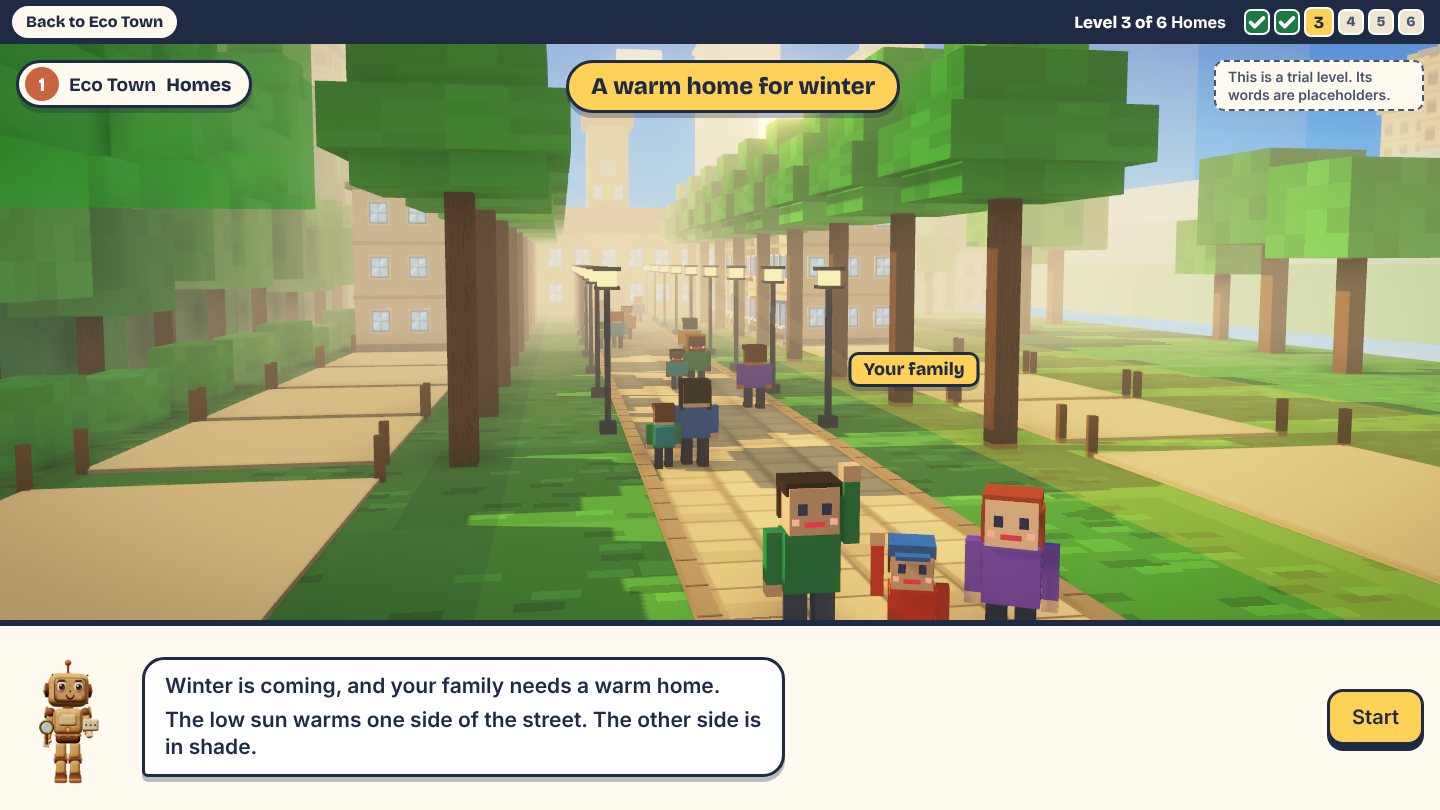 Back to Eco Town
Level 3 of 6 Homes
3
4
5
6
1
Eco Town Homes
A warm home for winter
This is a trial level. Its
words are placeholders.
Your family
Winter is coming, and your family needs a warm home.
The low sun warms one side of the street. The other side is
in shade.
Start